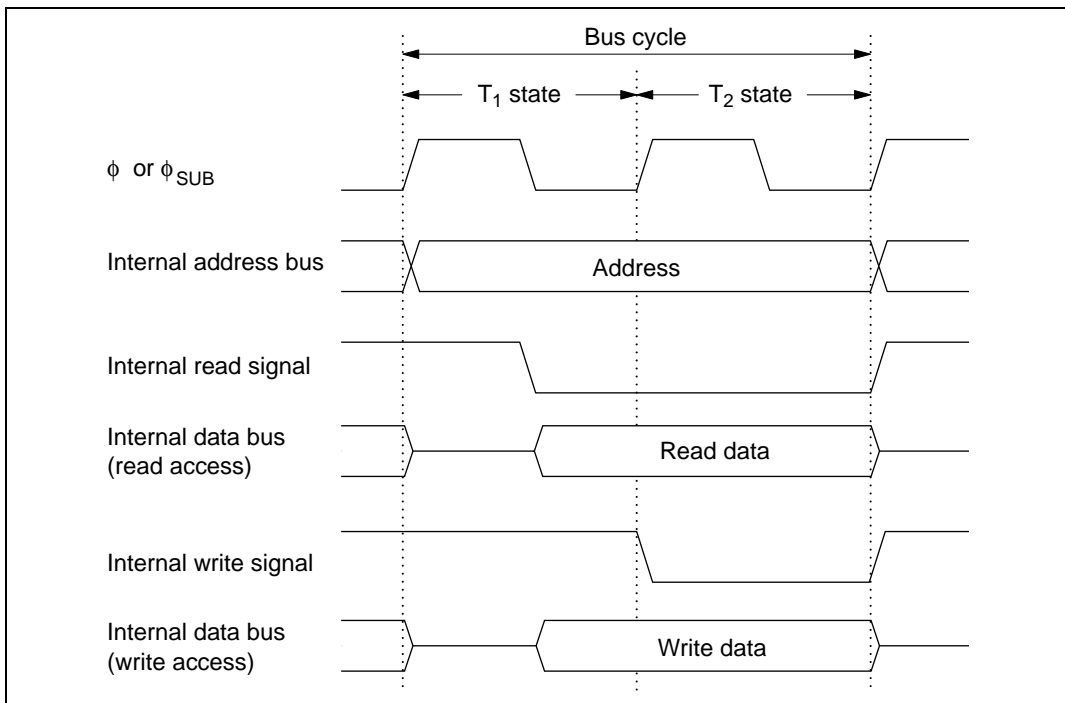 Bus cycle
T₁ state
T₂ state
ϕ or ϕSUB
Internal address bus
Address
Internal read signal
Internal data bus
(read access)
Read data
Internal write signal
Internal data bus
(write access)
Write data